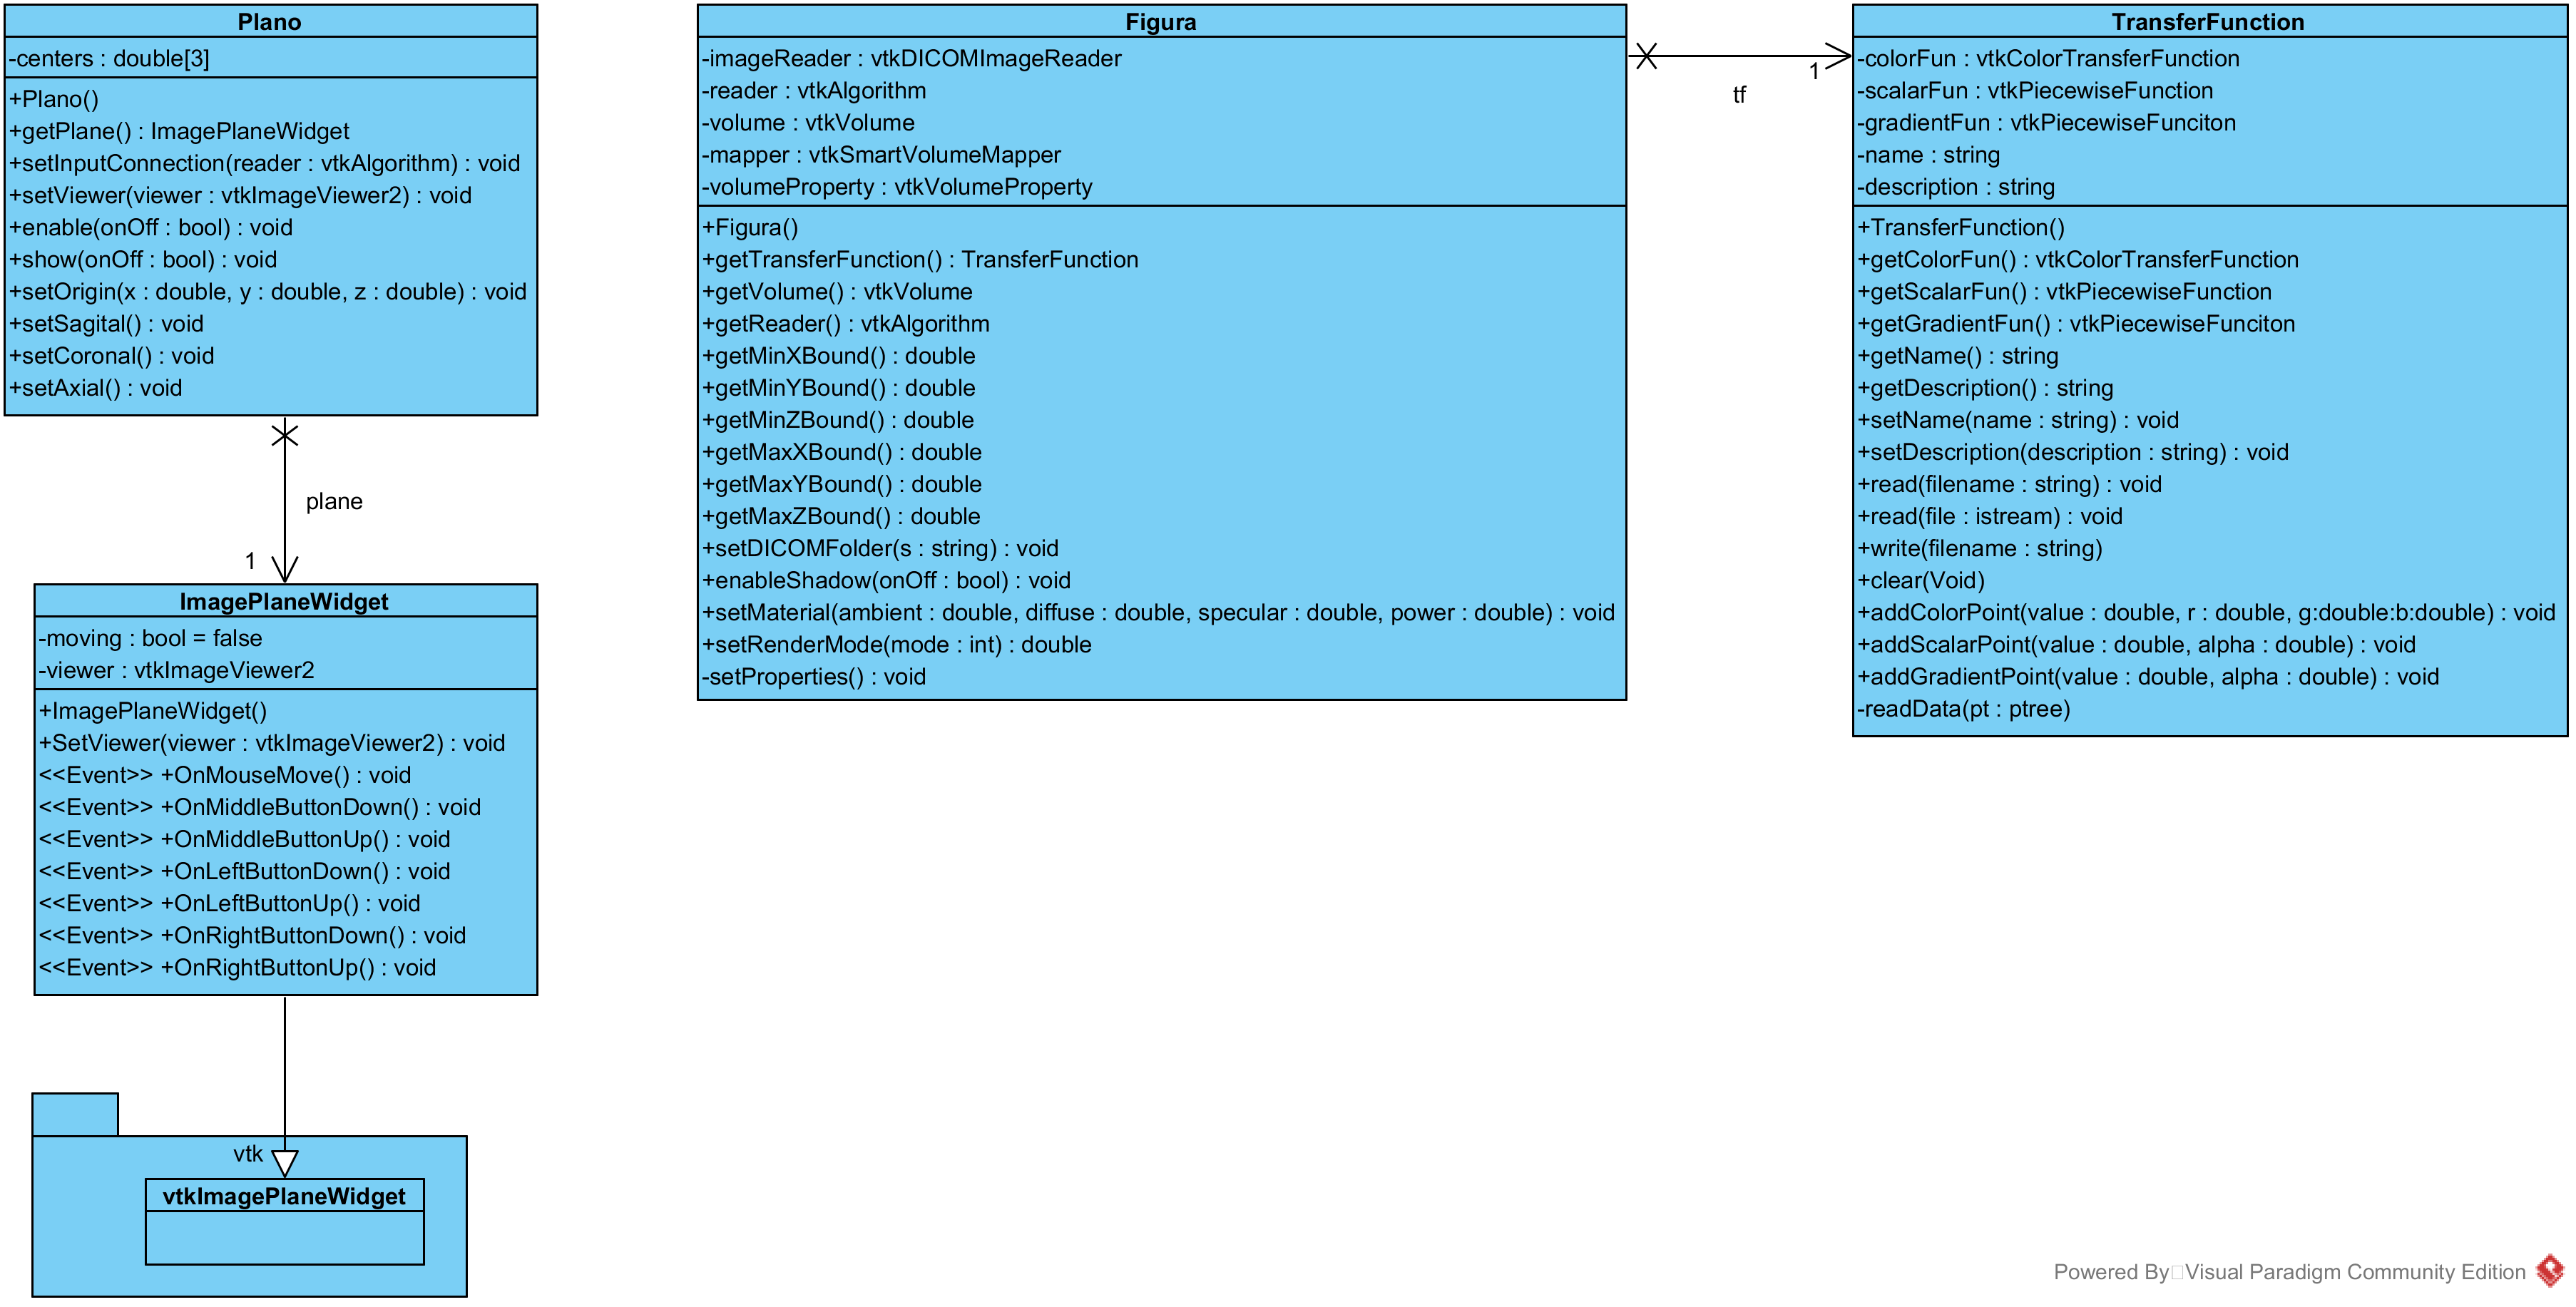 Plano
-centers : double[3]
+Plano()
+getPlane() : ImagePlaneWidget
+setInputConnection(reader : vtkAlgorithm) : void
+setViewer(viewer : vtkImageViewer2) : void
+enable(onOff : bool) : void
+show(onOff : bool) : void
+setOrigin(x : double, y : double, z : double) : void
+setSagital() : void
+setCoronal() : void
+setAxial() : void
plane
1
ImagePlaneWidget
-moving : bool = false
-viewer : vtkImageViewer2
+ImagePlaneWidget()
+SetViewer(viewer : vtkImageViewer2) : void
<<Event>> +OnMouseMove() : void
<<Event>> +OnMiddleButtonDown() : void
<<Event>> +OnMiddleButtonUp() : void
<<Event>> +OnLeftButtonDown() : void
<<Event>> +OnLeftButtonUp() : void
<<Event>> +OnRightButtonDown() : void
<<Event>> +OnRightButtonUp() : void
vtk
vtkImagePlaneWidget
Figura
-imageReader : vtkDICOMImageReader
-reader : vtkAlgorithm
-volume : vtkVolume
-mapper : vtkSmartVolumeMapper
-volumeProperty : vtkVolumeProperty
+Figura()
+getTransferFunction() : TransferFunction
+getVolume() : vtkVolume
+getReader() : vtkAlgorithm
+getMinXBound() : double
+getMinYBound() : double
+getMinZBound() : double
+getMaxXBound() : double
+getMaxYBound() : double
+getMaxZBound() : double
+setDICOMFolder(s : string) : void
+enableShadow(onOff : bool) : void
+setMaterial(ambient : double, diffuse : double, specular : double, power : double) : void
+setRenderMode(mode : int) : double
-setProperties() : void
1
tf
TransferFunction
-colorFun : vtkColorTransferFunction
-scalarFun : vtkPiecewiseFunction
-gradientFun : vtkPiecewiseFunciton
-name : string
-description : string
+TransferFunction()
+getColorFun() : vtkColorTransferFunction
+getScalarFun() : vtkPiecewiseFunction
+getGradientFun() : vtkPiecewiseFunciton
+getName() : string
+getDescription() : string
+setName(name : string) : void
+setDescription(description : string) : void
+read(filename : string) : void
+read(file : istream) : void
+write(filename : string)
+clear(Void)
+addColorPoint(value : double, r : double, g:double:b:double) : void
+addScalarPoint(value : double, alpha : double) : void
+addGradientPoint(value : double, alpha : double) : void
-readData(pt : ptree)
Powered By Visual Paradigm Community Edition